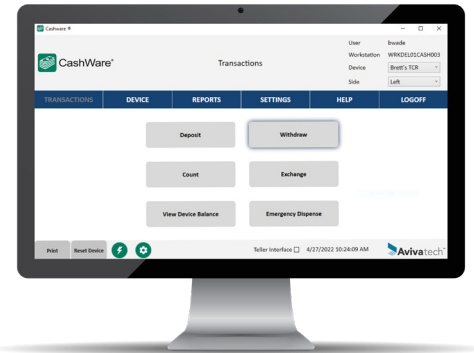 Cashware ®
User bwade
Workstation WRKDEL01CASH003
CashWare® Transactions
Device Brett's TCR
Side Left
TRANSACTIONS DEVICE REPORTS SETTINGS HELP LOGOFF
Deposit Withdraw
Count Exchange
View Device Balance Emergency Dispense
Print Reset Device Teller Interface 4/27/2022 10:24:09 AM Avivatech™